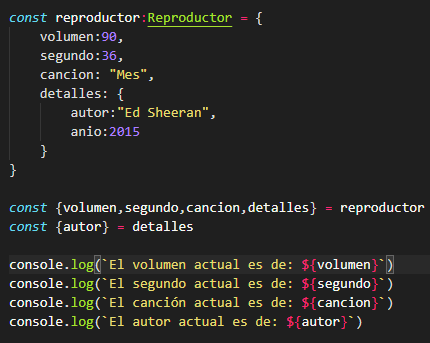 const reproductor:Reproductor = {
    volumen:90,
    segundo:36,
    cancion: "Mes",
    detalles: {
        autor:"Ed Sheeran",
        anio:2015
    }
}
const {volumen,segundo,cancion,detalles} = reproductor
const {autor} = detalles
console.log(`El volumen actual es de: ${volumen}`)
console.log(`El segundo actual es de: ${segundo}`)
console.log(`El canción actual es de: ${cancion}`)
console.log(`El autor actual es de: ${autor}`)